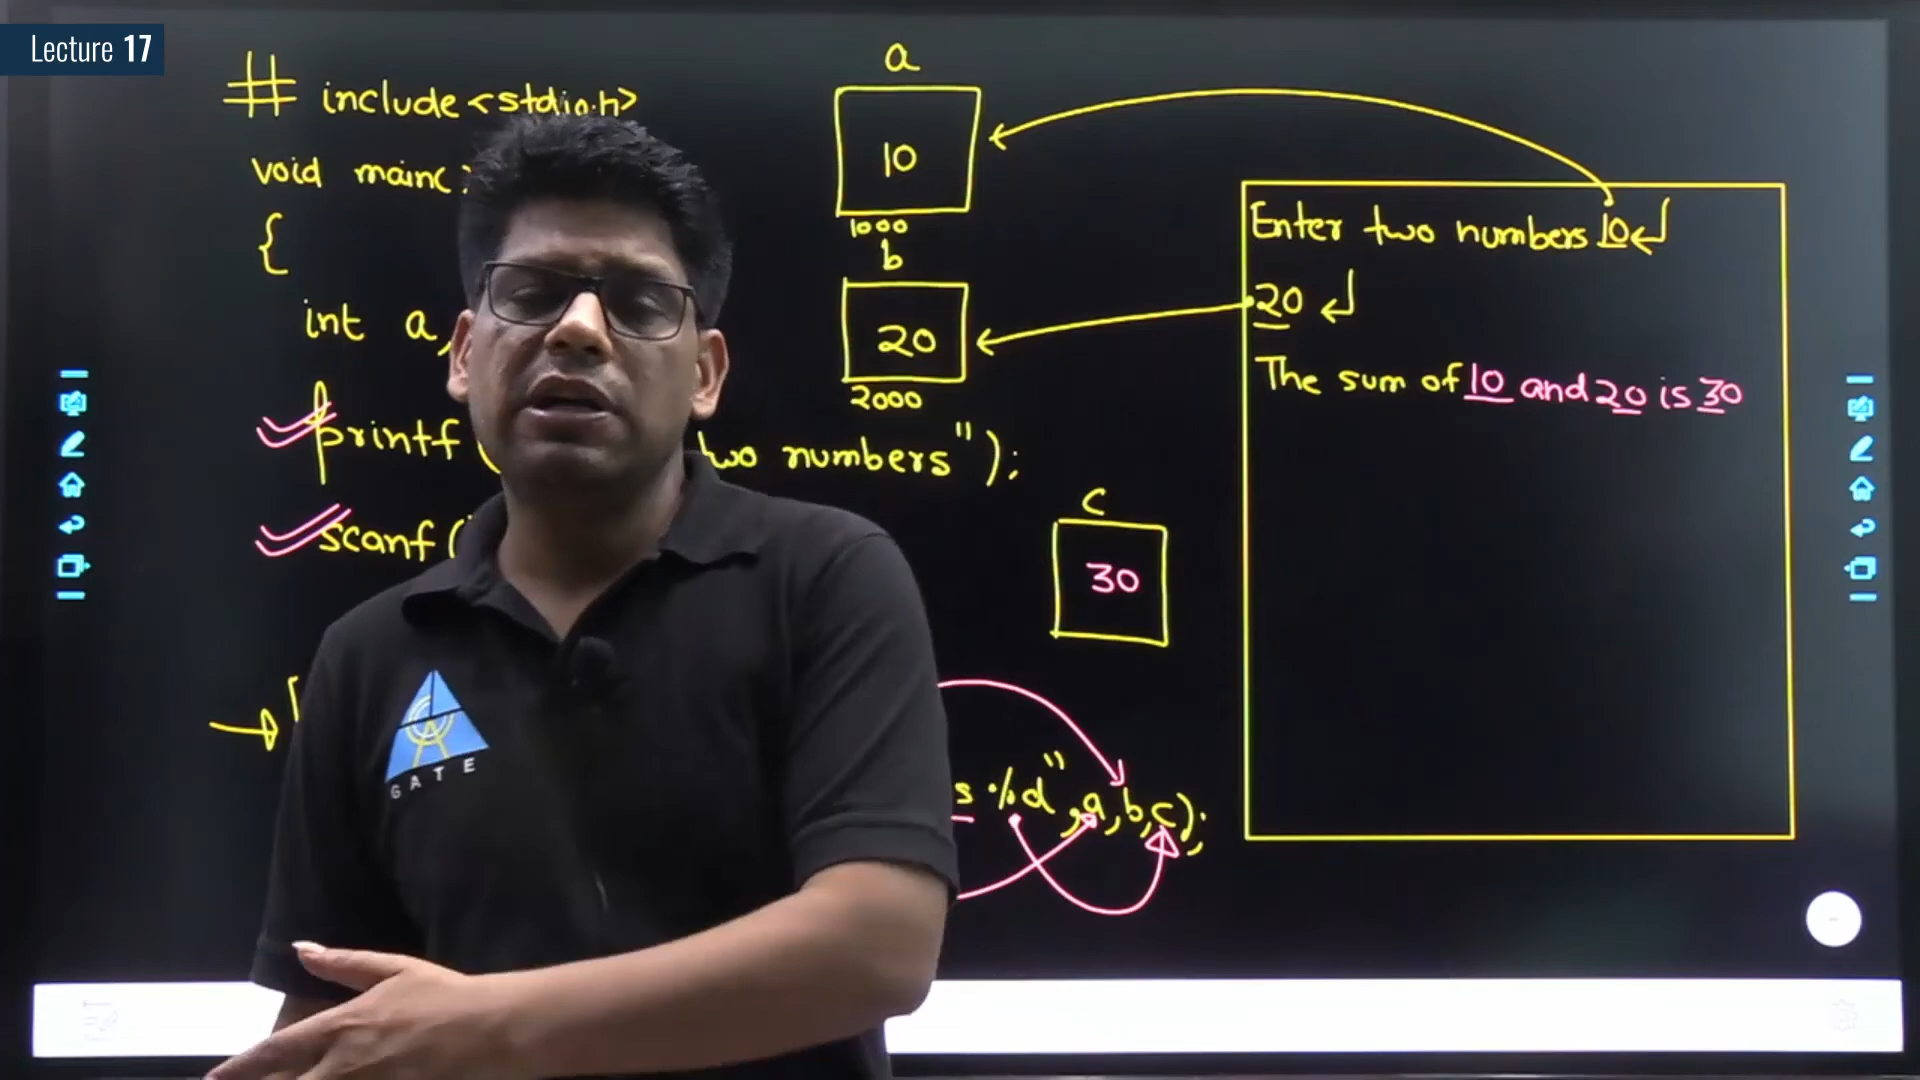 Lecture 17
# include <stdio.h>
void main(
{
int a,
printf (
two numbers");
scanf (
a
10
1000
b
20
2000
c
30
s %d", a, b, c);
Enter two numbers 10
20
The sum of 10 and 20 is 30
GATE